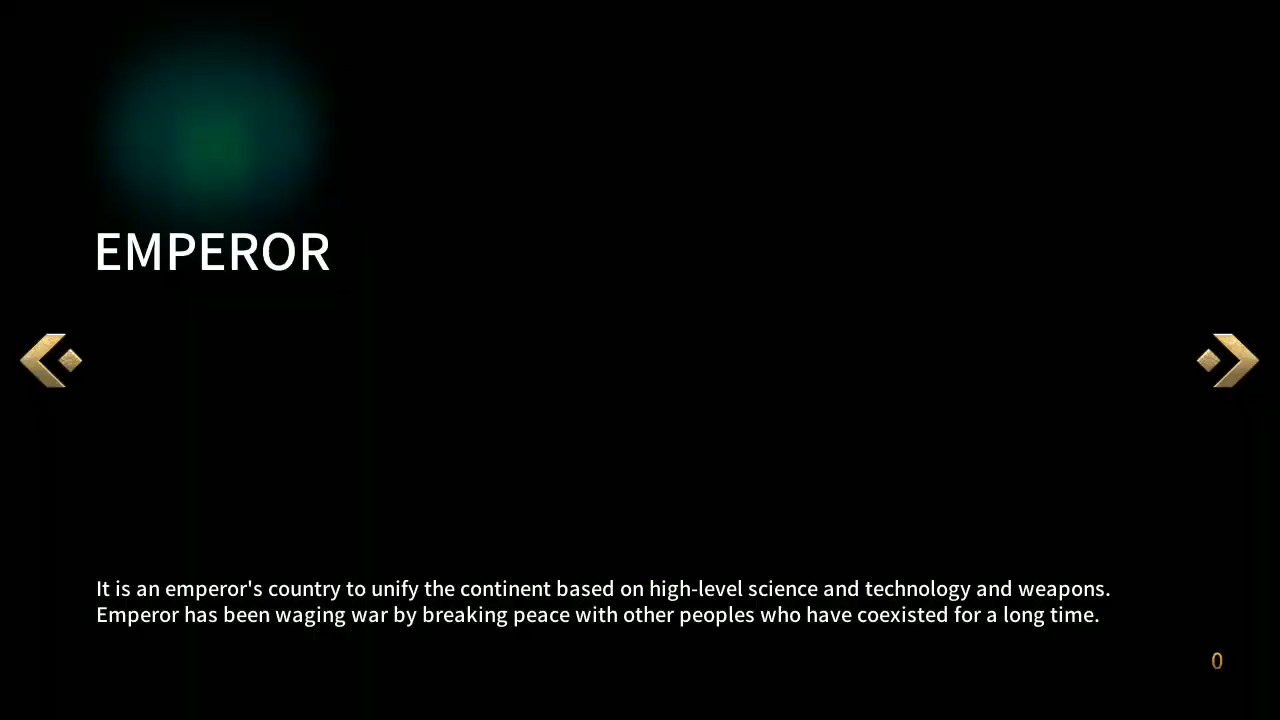 EMPEROR
It is an emperor's country to unify the continent based on high-level science and technology and weapons.
Emperor has been waging war by breaking peace with other peoples who have coexisted for a long time.
0